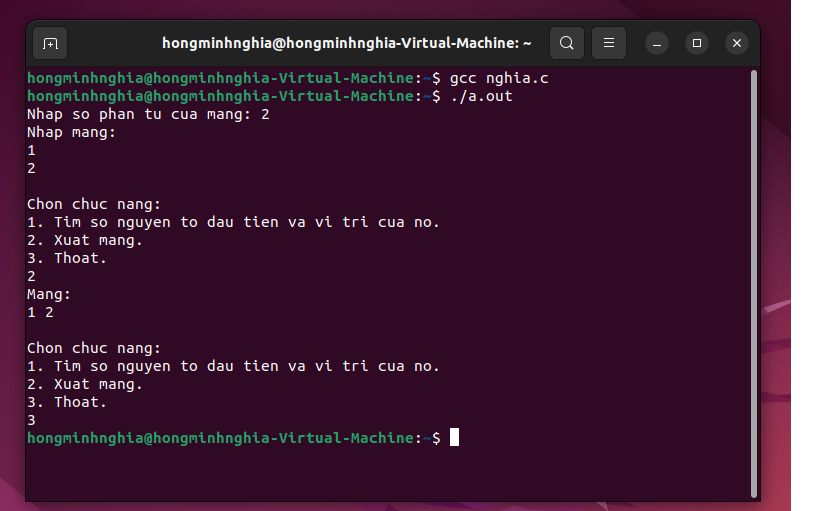 hongminhnghia@hongminhnghia-Virtual-Machine: ~
hongminhnghia@hongminhnghia-Virtual-Machine:~$ gcc nghia.c
hongminhnghia@hongminhnghia-Virtual-Machine:~$ ./a.out
Nhap so phan tu cua mang: 2
Nhap mang:
1
2
Chon chuc nang:
1. Tim so nguyen to dau tien va vi tri cua no.
2. Xuat mang.
3. Thoat.
2
Mang:
1 2
Chon chuc nang:
1. Tim so nguyen to dau tien va vi tri cua no.
2. Xuat mang.
3. Thoat.
3
hongminhnghia@hongminhnghia-Virtual-Machine:~$